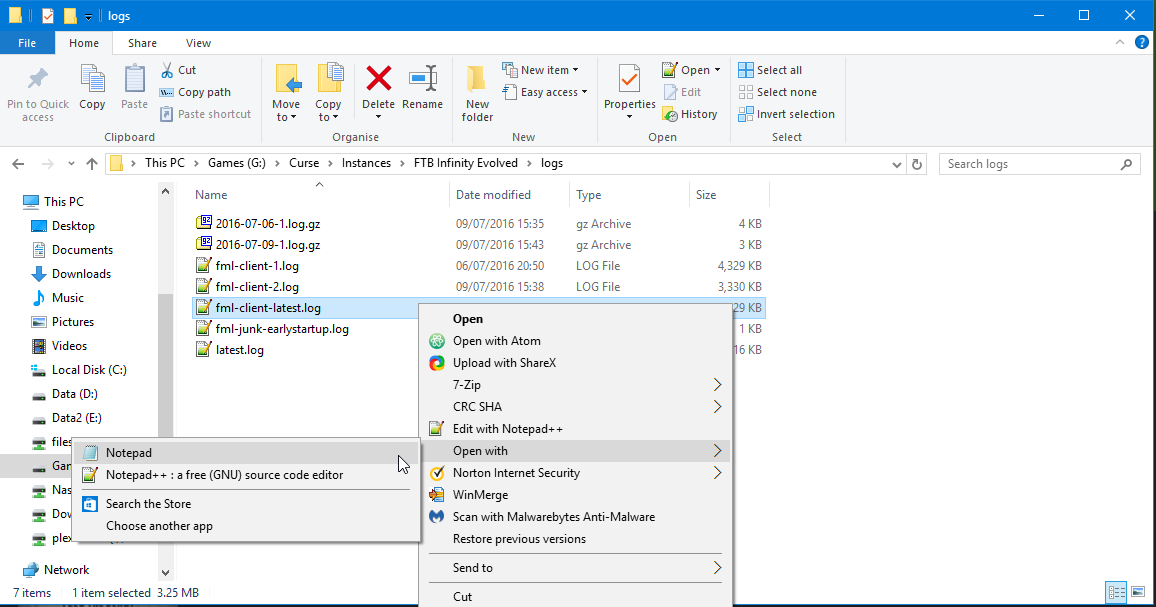 logs
File Home Share View
Pin to Quick access
Copy
Paste
Cut
Copy path
Paste shortcut
Clipboard
Move to
Copy to
Delete
Rename
Organise
New folder
New item
Easy access
New
Properties
Open
Edit
History
Open
Select all
Select none
Invert selection
Select
This PC > Games (G:) > Curse > Instances > FTB Infinity Evolved > logs
Search logs
This PC
Desktop
Documents
Downloads
Music
Pictures
Videos
Local Disk (C:)
Data (D:)
Data2 (E:)
files
Gam
Nas
Dov
plex
Network
Name Date modified Type Size
2016-07-06-1.log.gz 09/07/2016 15:35 gz Archive 4 KB
2016-07-09-1.log.gz 09/07/2016 15:43 gz Archive 3 KB
fml-client-1.log 06/07/2016 20:50 LOG File 4,329 KB
fml-client-2.log 09/07/2016 15:38 LOG File 3,330 KB
fml-client-latest.log 29 KB
fml-junk-earlystartup.log 1 KB
latest.log 16 KB
Open
Open with Atom
Upload with ShareX
7-Zip
CRC SHA
Edit with Notepad++
Open with
Norton Internet Security
WinMerge
Scan with Malwarebytes Anti-Malware
Restore previous versions
Send to
Cut
Notepad
Notepad++ : a free (GNU) source code editor
Search the Store
Choose another app
7 items 1 item selected 3.25 MB